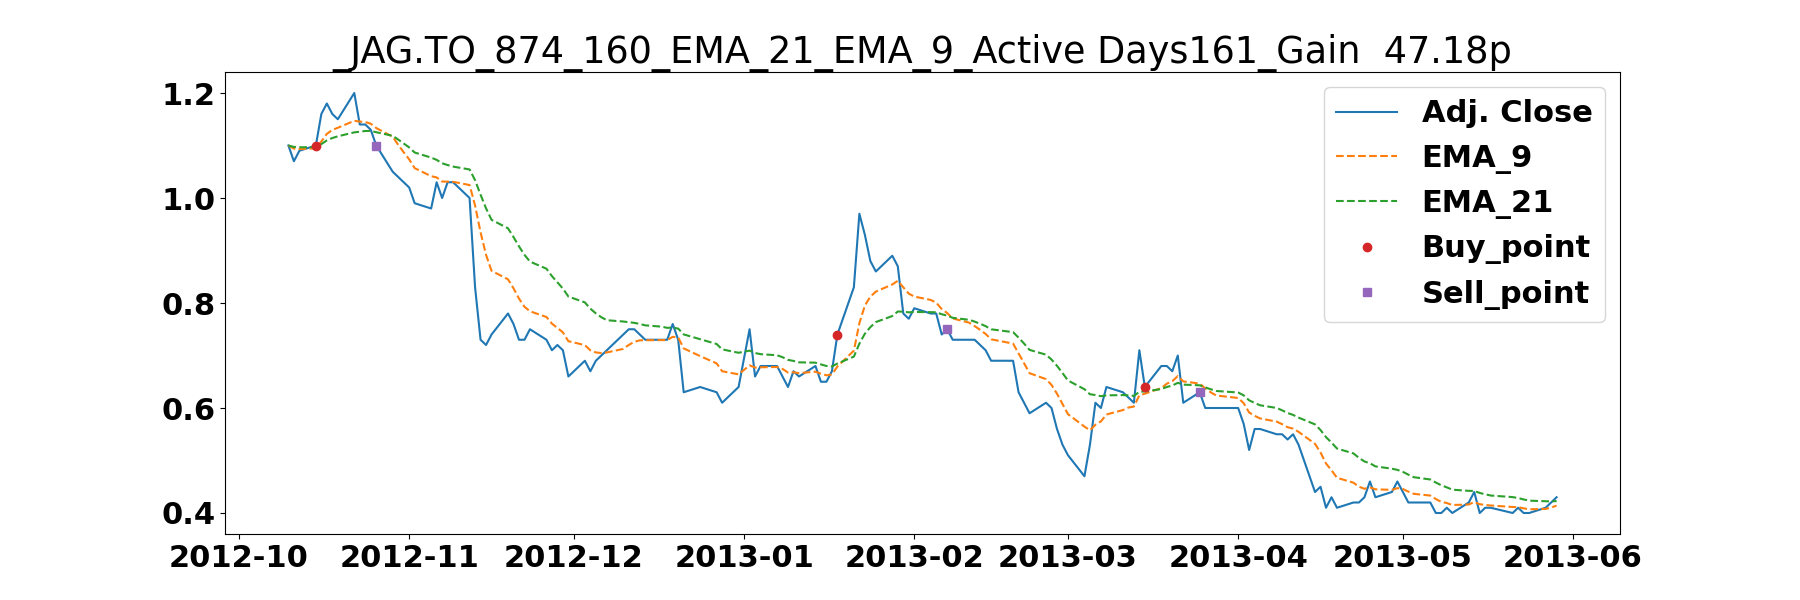 _JAG.TO_874_160_EMA_21_EMA_9_Active Days161_Gain  47.18p
1.2
1.0
0.8
0.6
0.4
Adj. Close
EMA_9
EMA_21
Buy_point
Sell_point
2012-10 2012-11 2012-12 2013-01 2013-02 2013-03 2013-04 2013-05 2013-06